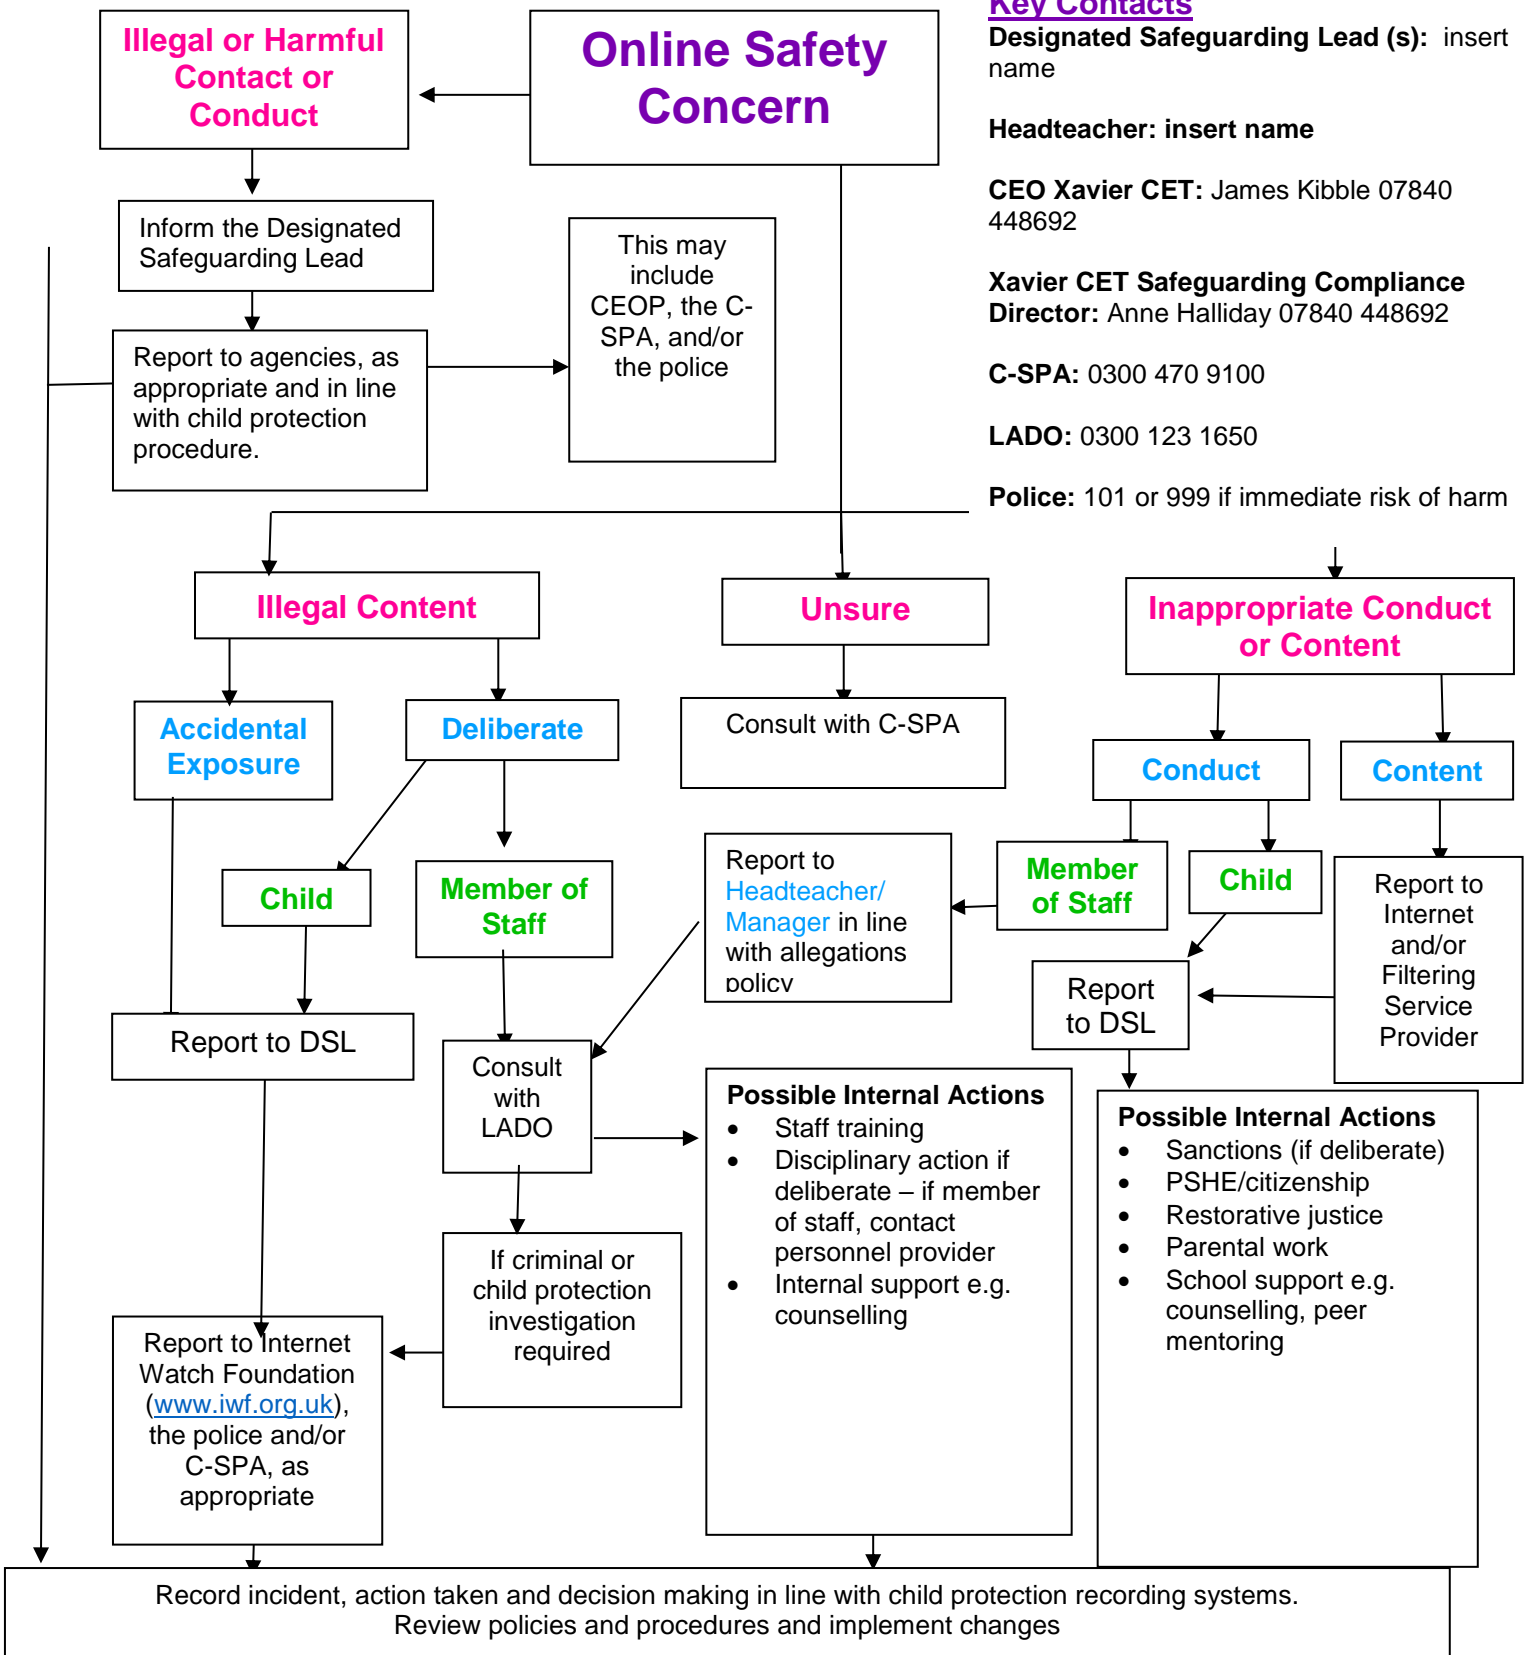 Key Contacts
Illegal or Harmful
Contact or
Conduct
Online Safety
Concern
Designated Safeguarding Lead (s):  insert
name
Headteacher: insert name
CEO Xavier CET: James Kibble 07840
448692
Xavier CET Safeguarding Compliance
Director: Anne Halliday 07840 448692
C-SPA: 0300 470 9100
LADO: 0300 123 1650
Police: 101 or 999 if immediate risk of harm
Inform the Designated
Safeguarding Lead
This may
include
CEOP, the C-
SPA, and/or
the police
Report to agencies, as
appropriate and in line
with child protection
procedure.
Illegal Content
Unsure
Inappropriate Conduct
or Content
Accidental
Exposure
Deliberate
Consult with C-SPA
Conduct
Content
Child
Member of
Staff
Report to
Headteacher/
Manager in line
with allegations
policy
Member
of Staff
Child
Report to
Internet
and/or
Filtering
Service
Provider
Report to DSL
Consult
with
LADO
Report
to DSL
Possible Internal Actions
• Staff training
• Disciplinary action if
deliberate – if member
of staff, contact
personnel provider
• Internal support e.g.
counselling
Possible Internal Actions
• Sanctions (if deliberate)
• PSHE/citizenship
• Restorative justice
• Parental work
• School support e.g.
counselling, peer
mentoring
If criminal or
child protection
investigation
required
Report to Internet
Watch Foundation
(www.iwf.org.uk),
the police and/or
C-SPA, as
appropriate
Record incident, action taken and decision making in line with child protection recording systems.
Review policies and procedures and implement changes